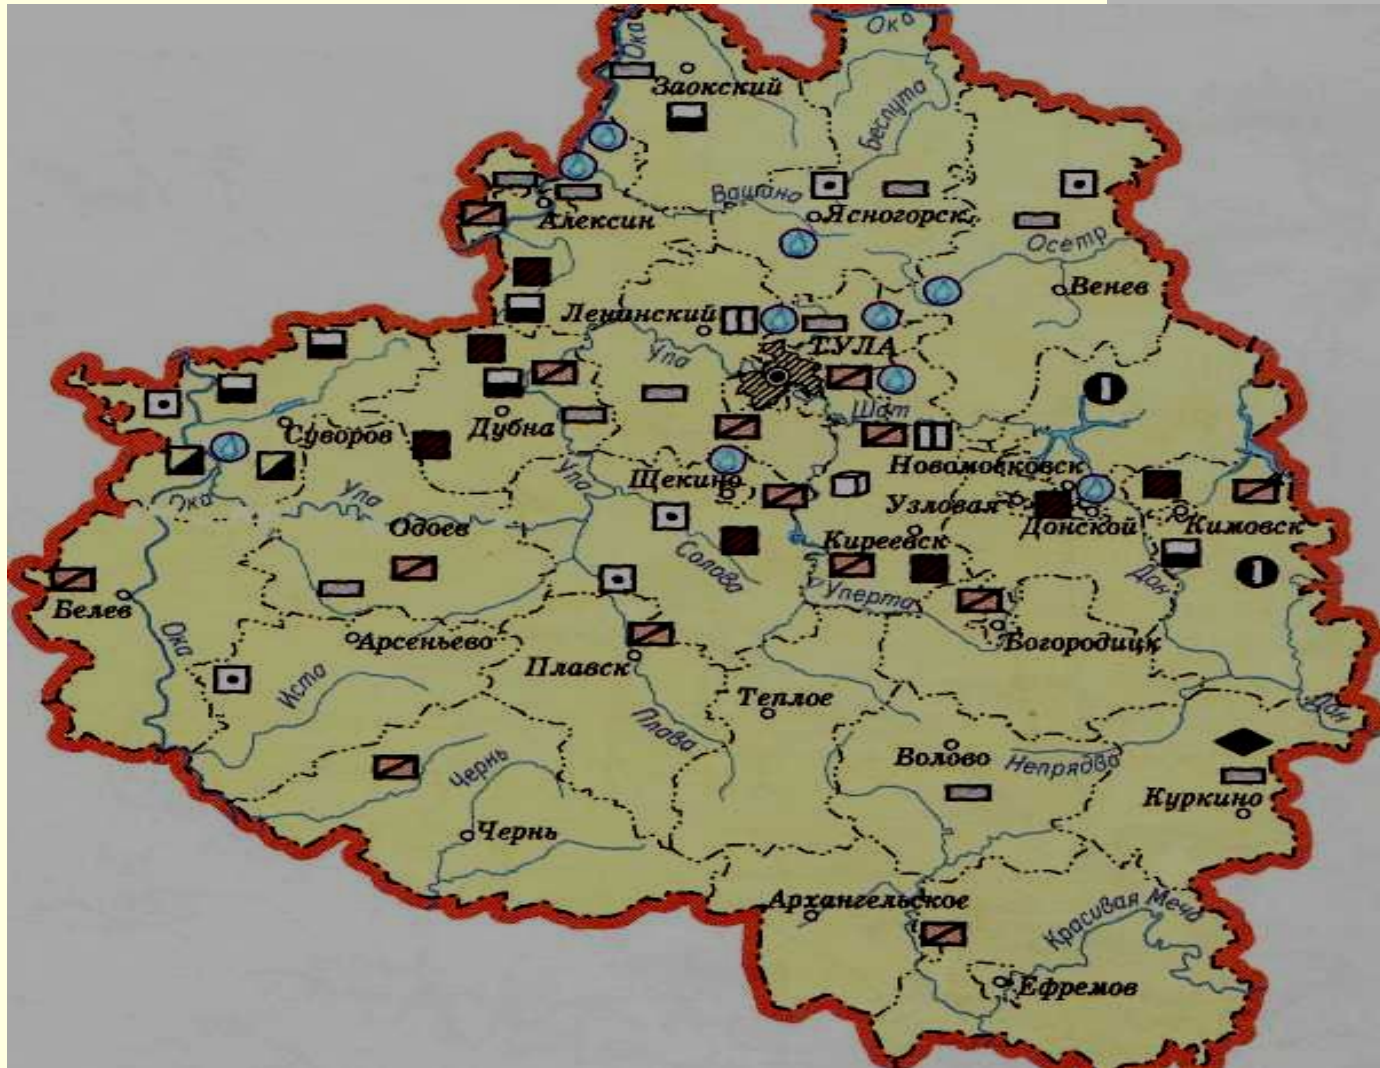 Ока
Ока
Заокский
Беспута
Вашана
Алексин
Ясногорск
Осетр
Венев
Ленинский
ТУЛА
Упа
Шат
Суворов
Дубна
Новомосковск
Щекино
Упа
Ока
Упа
Узловая
Донской
Кимовск
Одоев
Киреевск
Солова
Дон
Белев
Уперта
Ока
Арсеньево
Богородицк
Плавск
Иста
Теплое
Дон
Плава
Волово
Непрядва
Чернь
Куркино
Чернь
Архангельское
Красивая Меча
Ефремов